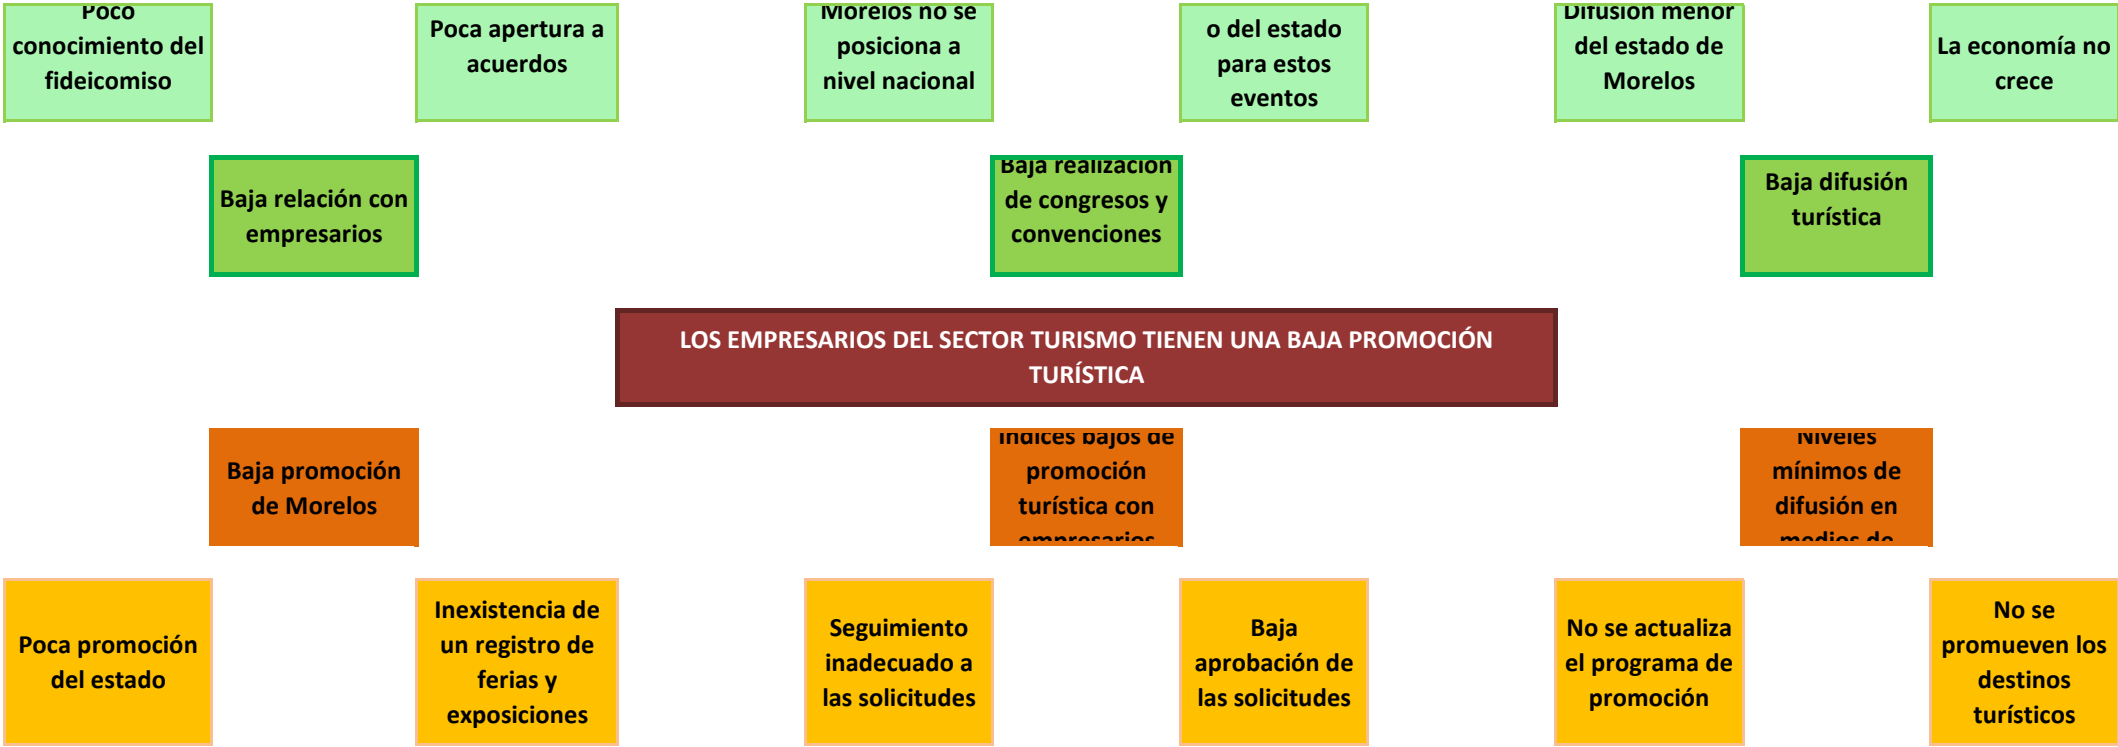 Poco
conocimiento del
fideicomiso
Poca apertura a
acuerdos
Morelos no se
posiciona a
nivel nacional
o del estado
para estos
eventos
Difusión menor
del estado de
Morelos
La economía no
crece
Baja relación con
empresarios
Baja realización
de congresos y
convenciones
Baja difusión
turística
LOS EMPRESARIOS DEL SECTOR TURISMO TIENEN UNA BAJA PROMOCIÓN
TURÍSTICA
Baja promoción
de Morelos
Índices bajos de
promoción
turística con
empresarios
Niveles
mínimos de
difusión en
medios de
Poca promoción
del estado
Inexistencia de
un registro de
ferias y
exposiciones
Seguimiento
inadecuado a
las solicitudes
Baja
aprobación de
las solicitudes
No se actualiza
el programa de
promoción
No se
promueven los
destinos
turísticos